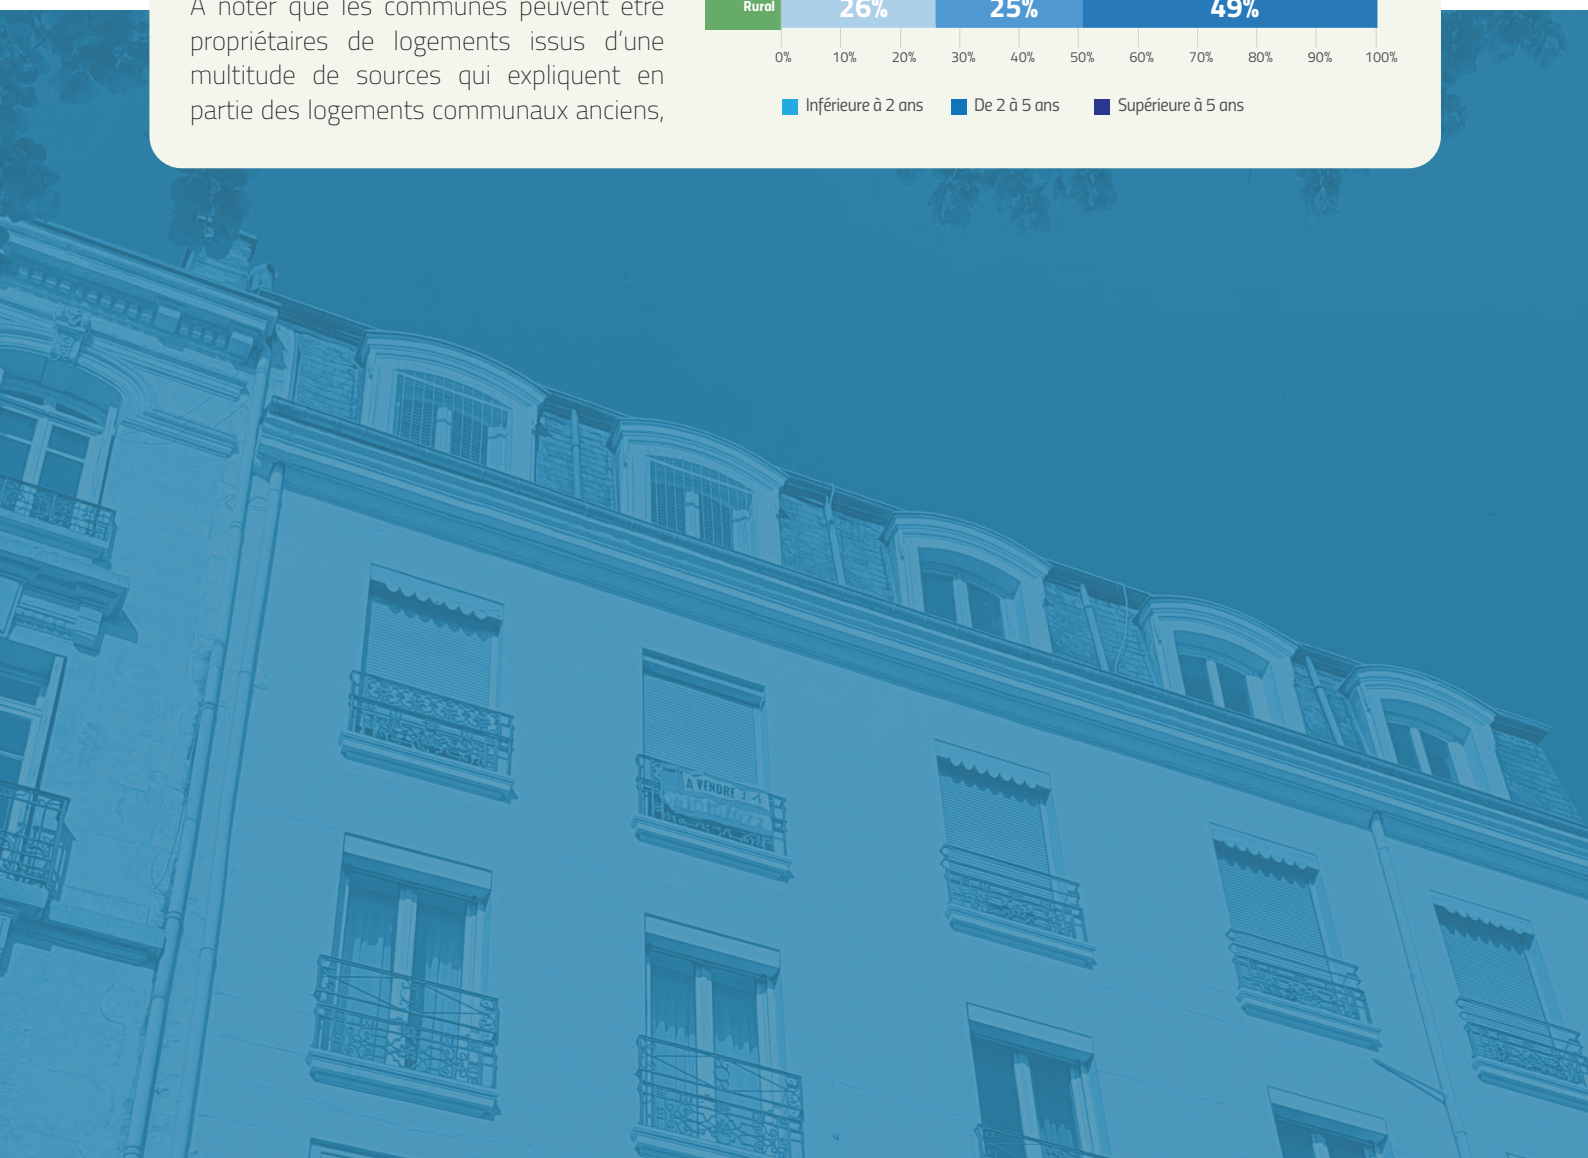 À noter que les communes peuvent être
propriétaires de logements issus d'une
multitude de sources qui expliquent en
partie des logements communaux anciens,
Rural 26% 25% 49%
0% 10% 20% 30% 40% 50% 60% 70% 80% 90% 100%
Inférieure à 2 ans De 2 à 5 ans Supérieure à 5 ans
A VENDRE